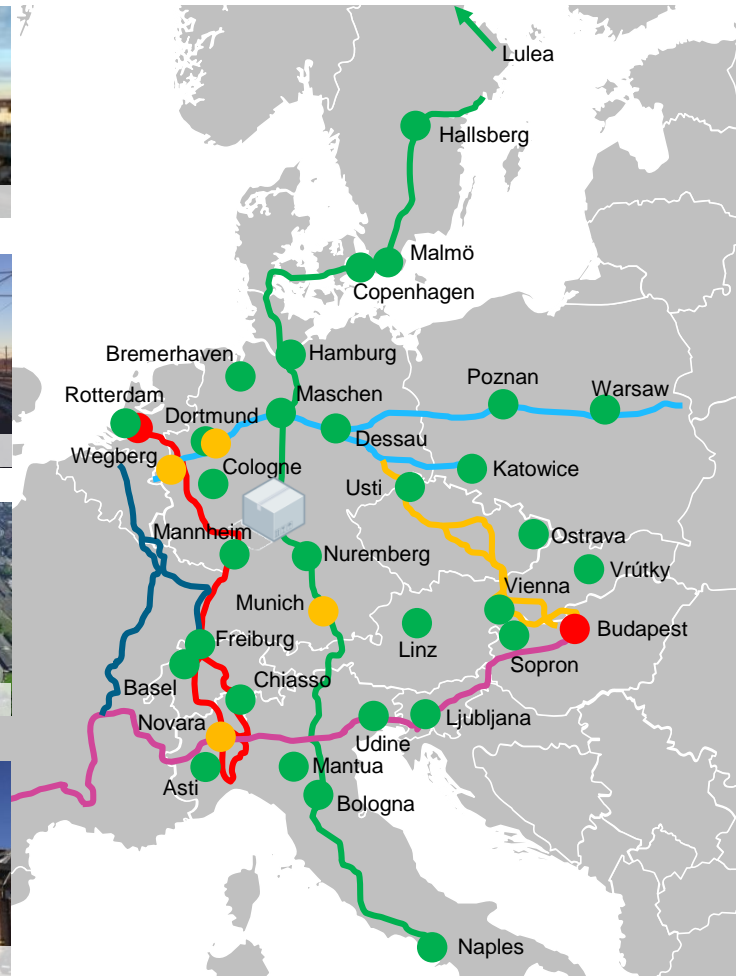 Lulea
Hallsberg
Malmö
Copenhagen
Bremerhaven
Hamburg
Rotterdam
Dortmund
Maschen
Poznan
Warsaw
Wegberg
Cologne
Dessau
Katowice
Usti
Mannheim
Nuremberg
Ostrava
Vrútky
Munich
Vienna
Linz
Sopron
Budapest
Freiburg
Basel
Chiasso
Novara
Udine
Ljubljana
Asti
Mantua
Bologna
Naples